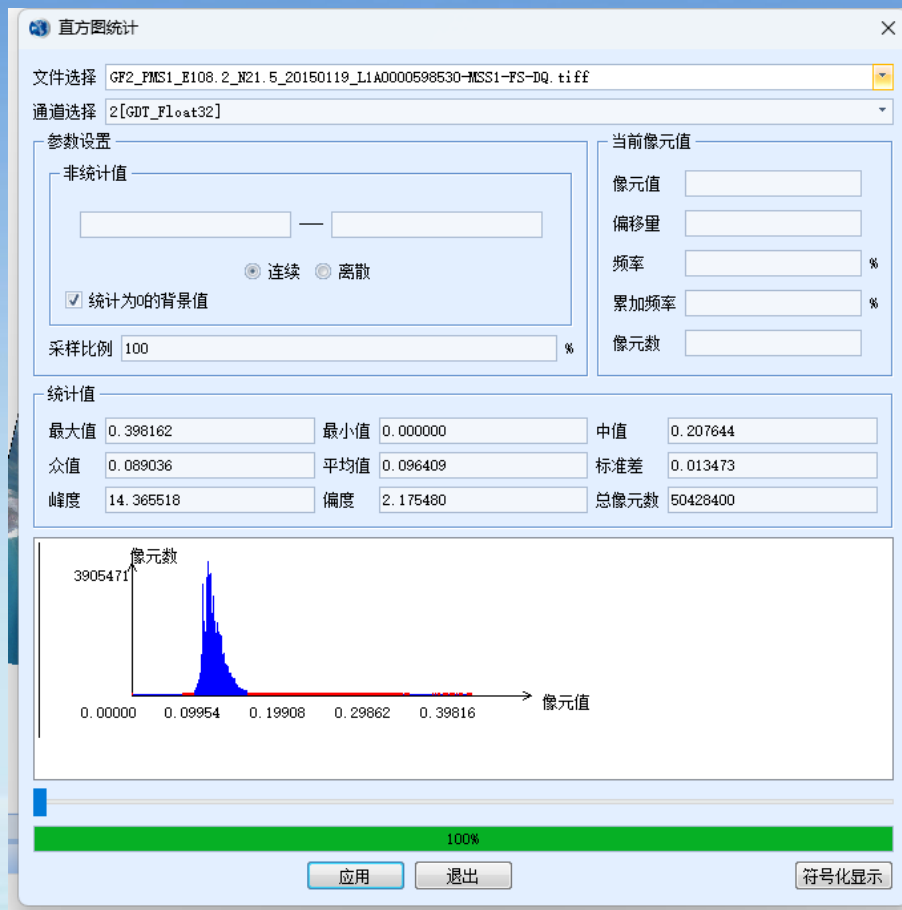 直方图统计
文件选择 GF2_PMS1_E108.2_N21.5_20150119_L1A0000598530-MSS1-FS-DQ.tiff
通道选择 2[GDT_Float32]
参数设置
非统计值
—
连续 离散
统计为0的背景值
采样比例 100 %
当前像元值
像元值
偏移量
频率 %
累加频率 %
像元数
统计值
最大值 0.398162 最小值 0.000000 中值 0.207644
众值 0.089036 平均值 0.096409 标准差 0.013473
峰度 14.365518 偏度 2.175480 总像元数 50428400
像元数
3905471
像元值
0.00000 0.09954 0.19908 0.29862 0.39816
100%
应用 退出 符号化显示